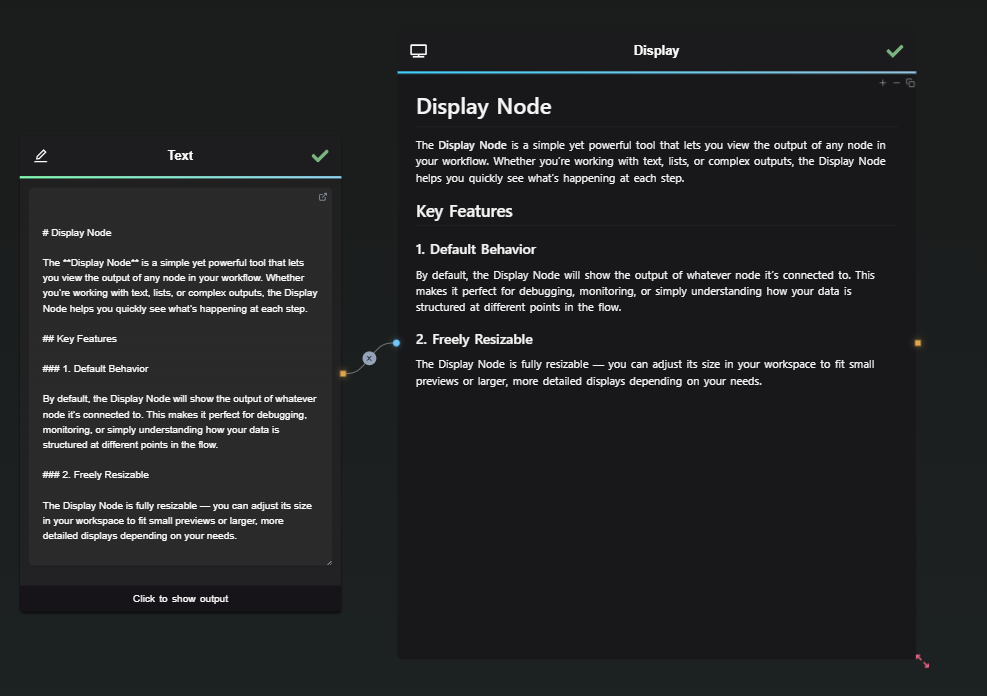 Text
# Display Node
The **Display Node** is a simple yet powerful tool that lets
you view the output of any node in your workflow. Whether
you're working with text, lists, or complex outputs, the Display
Node helps you quickly see what's happening at each step.
## Key Features
### 1. Default Behavior
By default, the Display Node will show the output of whatever
node it's connected to. This makes it perfect for debugging,
monitoring, or simply understanding how your data is
structured at different points in the flow.
### 2. Freely Resizable
The Display Node is fully resizable — you can adjust its size
in your workspace to fit small previews or larger, more
detailed displays depending on your needs.
Click to show output
Display
Display Node
The Display Node is a simple yet powerful tool that lets you view the output of any node in
your workflow. Whether you're working with text, lists, or complex outputs, the Display Node
helps you quickly see what's happening at each step.
Key Features
1. Default Behavior
By default, the Display Node will show the output of whatever node it's connected to. This
makes it perfect for debugging, monitoring, or simply understanding how your data is
structured at different points in the flow.
2. Freely Resizable
The Display Node is fully resizable — you can adjust its size in your workspace to fit small
previews or larger, more detailed displays depending on your needs.